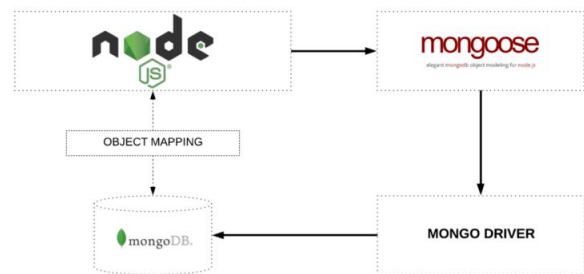 node
JS
mongoose
elegant mongodb object modeling for node.js
OBJECT MAPPING
mongoDB.
MONGO DRIVER